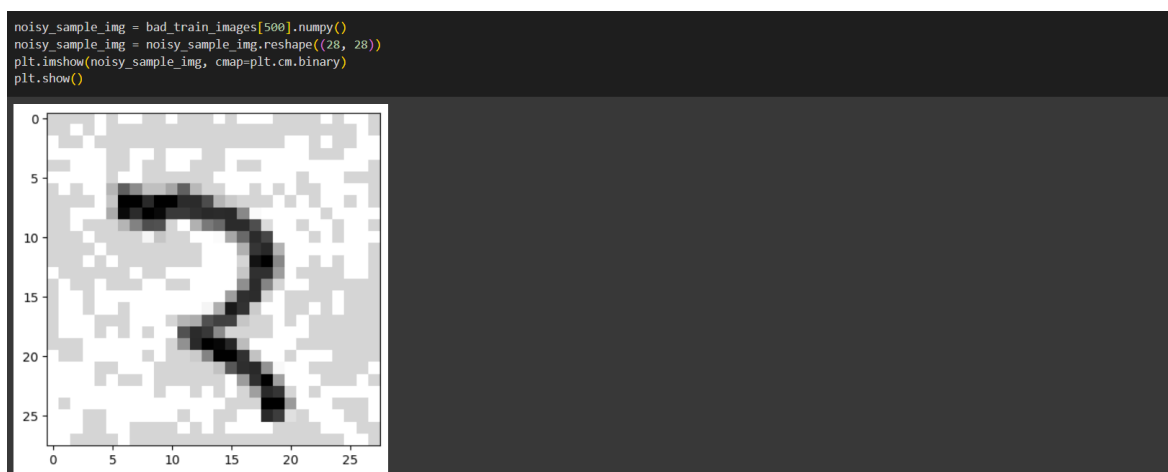 noisy_sample_img = bad_train_images[500].numpy()
noisy_sample_img = noisy_sample_img.reshape((28, 28))
plt.imshow(noisy_sample_img, cmap=plt.cm.binary)
plt.show()
0
5
10
15
20
25
0 5 10 15 20 25